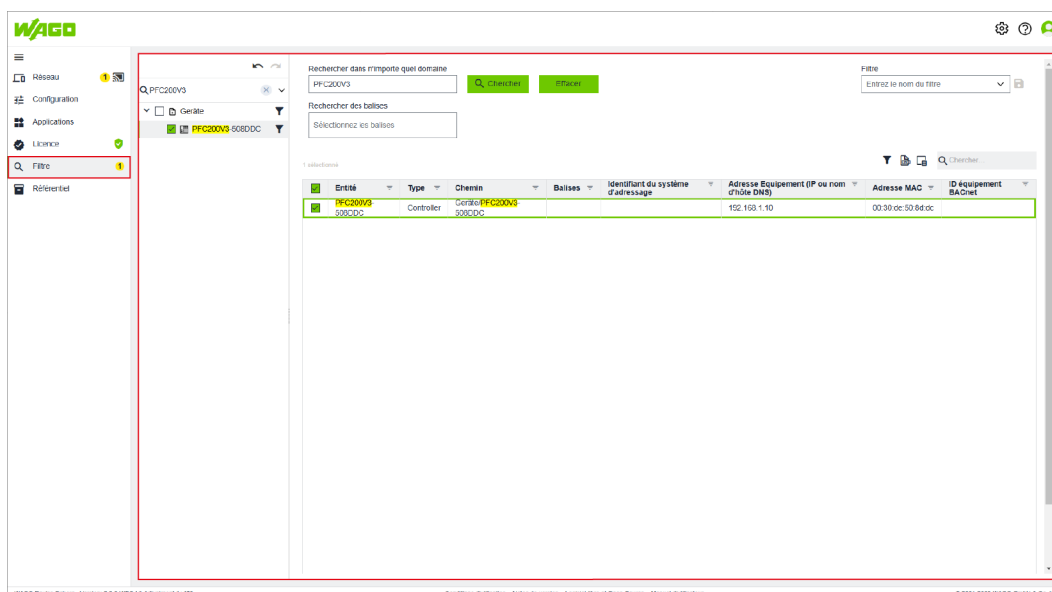 WAGO
Réseau 1
Configuration
Applications
Licence
Filtre 1
Référentiel
PFC200V3
Geräte
PFC200V3-508DDC
Rechercher dans n'importe quel domaine
PFC200V3
Chercher
Effacer
Rechercher des balises
Sélectionnez les balises
Filtre
Entrez le nom du filtre
1 sélectionné
Chercher...
Entité Type Chemin Balises Identifiant du système d'adressage Adresse Equipement (IP ou nom d'hôte DNS) Adresse MAC ID équipement BACnet
PFC200V3-508DDC Controller Geräte/PFC200V3-508DDC 192.168.1.10 00:30:de:50:8d:dc